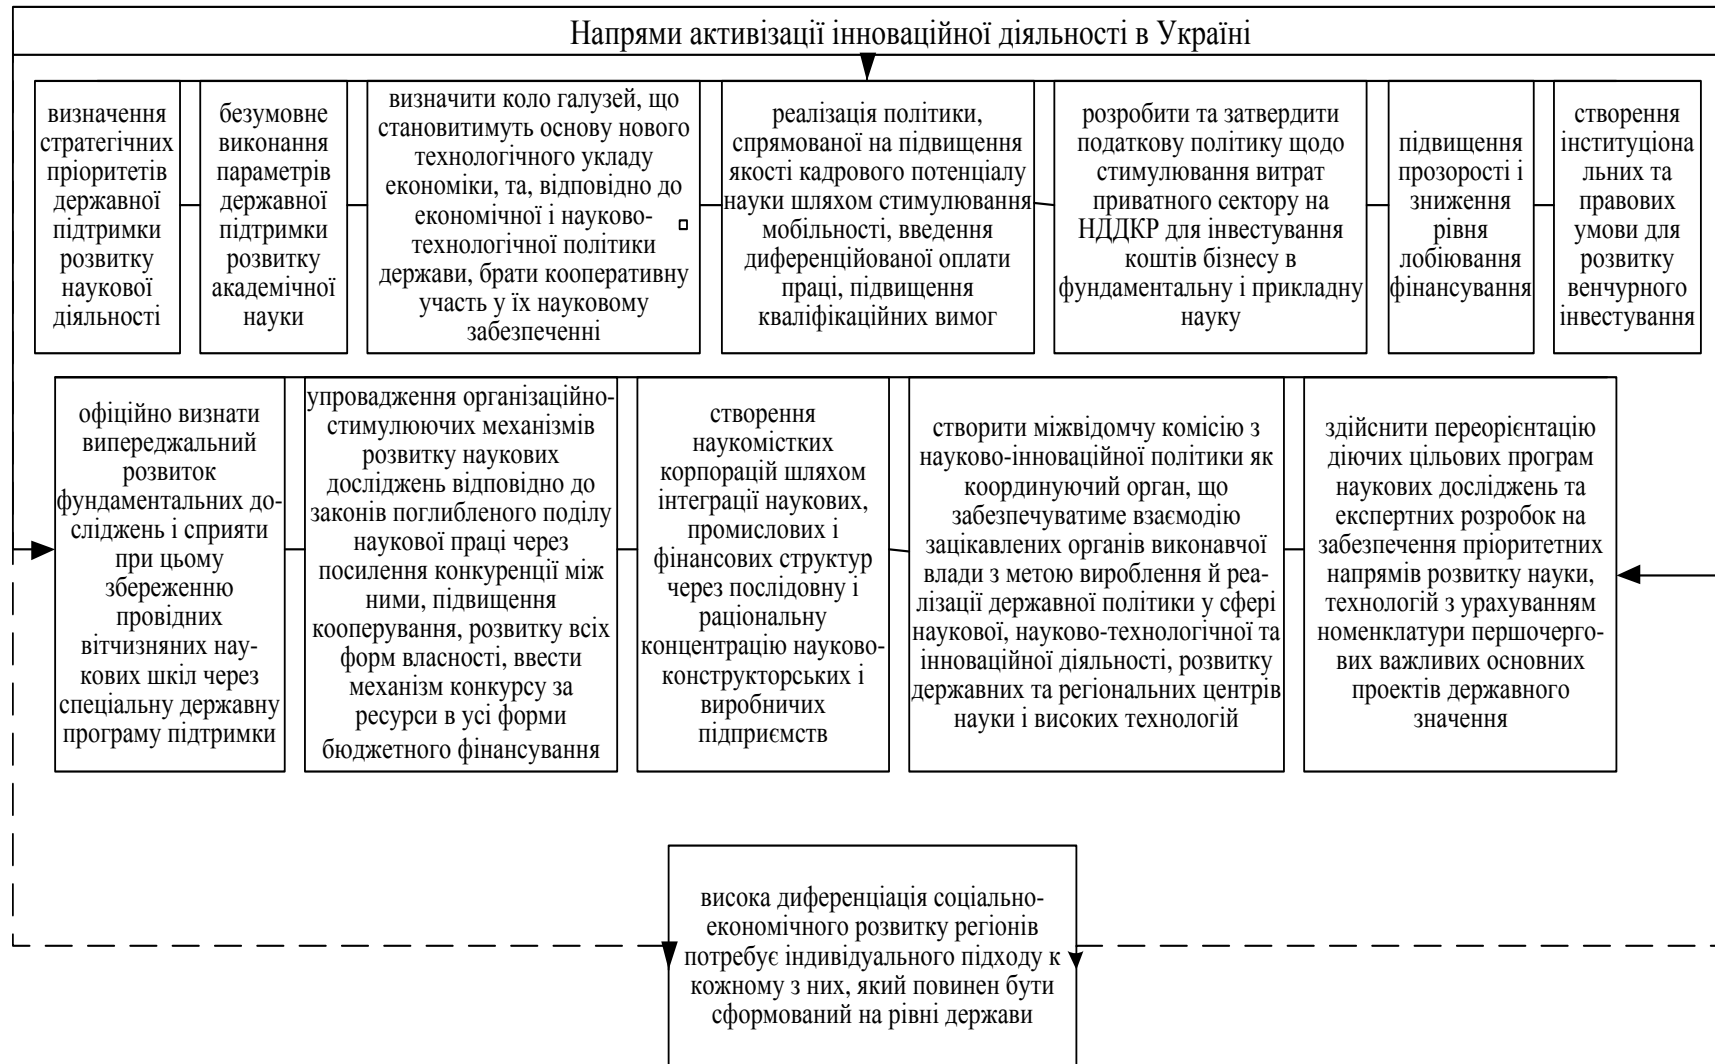 Напрями активізації інноваційної діяльності в Україні
визначення
стратегічних
пріоритетів
державної
підтримки
розвитку
наукової
діяльності
безумовне
виконання
параметрів
державної
підтримки
розвитку
академічної
науки
визначити коло галузей, що
становитимуть основу нового
технологічного укладу
економіки, та, відповідно до
економічної і науково-
технологічної політики
держави, брати кооперативну
участь у їх науковому
забезпеченні
реалізація політики,
спрямованої на підвищення
якості кадрового потенціалу
науки шляхом стимулювання
мобільності, введення
диференційованої оплати
праці, підвищення
кваліфікаційних вимог
розробити та затвердити
податкову політику щодо
стимулювання витрат
приватного сектору на
НДДКР для інвестування
коштів бізнесу в
фундаментальну і прикладну
науку
підвищення
прозорості і
зниження
рівня
лобіювання
фінансування
створення
інституціона
льних та
правових
умови для
розвитку
венчурного
інвестування
офіційно визнати
випереджальний
розвиток
фундаментальних до-
сліджень і сприяти
при цьому
збереженню
провідних
вітчизняних нау-
кових шкіл через
спеціальну державну
програму підтримки
упровадження організаційно-
стимулюючих механізмів
розвитку наукових
досліджень відповідно до
законів поглибленого поділу
наукової праці через
посилення конкуренції між
ними, підвищення
кооперування, розвитку всіх
форм власності, ввести
механізм конкурсу за
ресурси в усі форми
бюджетного фінансування
створення
наукомістких
корпорацій шляхом
інтеграції наукових,
промислових і
фінансових структур
через послідовну і
раціональну
концентрацію науково-
конструкторських і
виробничих
підприємств
створити міжвідомчу комісію з
науково-інноваційної політики як
координуючий орган, що
забезпечуватиме взаємодію
зацікавлених органів виконавчої
влади з метою вироблення й реа-
лізації державної політики у сфері
наукової, науково-технологічної та
інноваційної діяльності, розвитку
державних та регіональних центрів
науки і високих технологій
здійснити переорієнтацію
діючих цільових програм
наукових досліджень та
експертних розробок на
забезпечення пріоритетних
напрямів розвитку науки,
технологій з урахуванням
номенклатури першочерго-
вих важливих основних
проектів державного
значення
висока диференціація соціально-
економічного розвитку регіонів
потребує індивідуального підходу к
кожному з них, який повинен бути
сформований на рівні держави